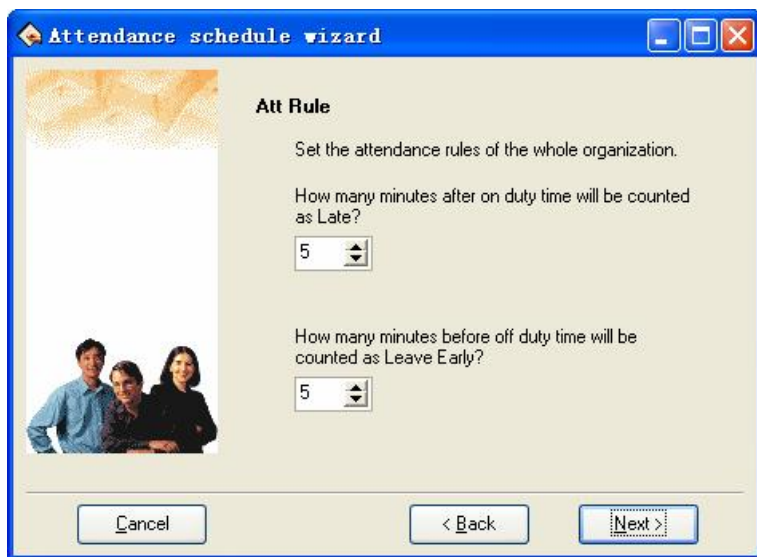 Attendance schedule wizard
Att Rule
Set the attendance rules of the whole organization.
How many minutes after on duty time will be counted
as Late?
5
How many minutes before off duty time will be
counted as Leave Early?
5
Cancel
< Back
Next >